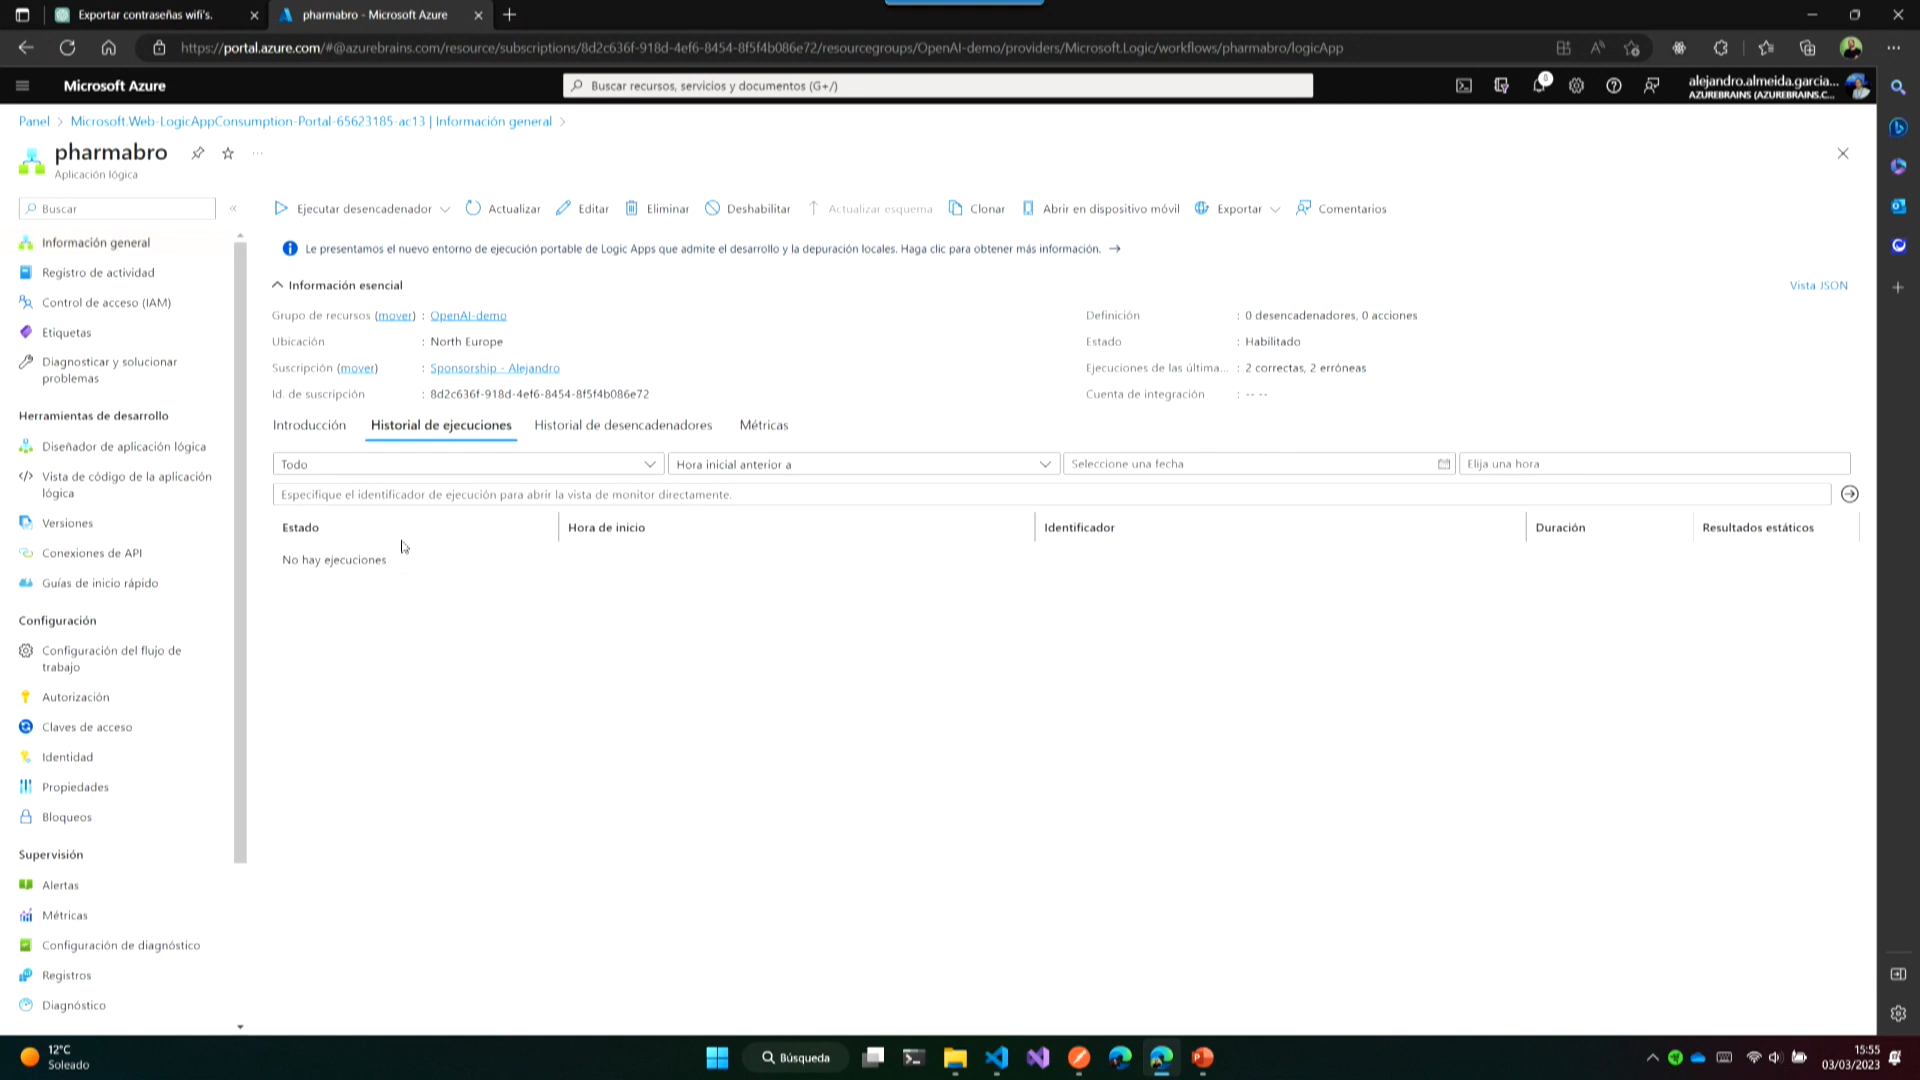 Exportar contraseñas wifi's.
pharmabro - Microsoft Azure
https://portal.azure.com/#@azurebrains.com/resource/subscriptions/8d2c636f-918d-4ef6-8454-8f5f4b086e72/resourcegroups/OpenAI-demo/providers/Microsoft.Logic/workflows/pharmabro/logicApp
Microsoft Azure
Buscar recursos, servicios y documentos (G+/)
0
alejandro.almeida.garcia...
AZUREBRAINS (AZUREBRAINS.C...
Panel > Microsoft.Web-LogicAppConsumption-Portal-65623185-ac13 | Información general >
pharmabro
Aplicación lógica
Buscar
Ejecutar desencadenador
Actualizar
Editar
Eliminar
Deshabilitar
Actualizar esquema
Clonar
Abrir en dispositivo móvil
Exportar
Comentarios
Información general
Registro de actividad
Control de acceso (IAM)
Etiquetas
Diagnosticar y solucionar
problemas
Herramientas de desarrollo
Diseñador de aplicación lógica
Vista de código de la aplicación
lógica
Versiones
Conexiones de API
Guías de inicio rápido
Configuración
Configuración del flujo de
trabajo
Autorización
Claves de acceso
Identidad
Propiedades
Bloqueos
Supervisión
Alertas
Métricas
Configuración de diagnóstico
Registros
Diagnóstico
Le presentamos el nuevo entorno de ejecución portable de Logic Apps que admite el desarrollo y la depuración locales. Haga clic para obtener más información. →
Información esencial
Vista JSON
Grupo de recursos (mover) : OpenAI-demo
Ubicación : North Europe
Suscripción (mover) : Sponsorship - Alejandro
Id. de suscripción : 8d2c636f-918d-4ef6-8454-8f5f4b086e72
Definición : 0 desencadenadores, 0 acciones
Estado : Habilitado
Ejecuciones de las última... : 2 correctas, 2 erróneas
Cuenta de integración : -- --
Introducción
Historial de ejecuciones
Historial de desencadenadores
Métricas
Todo
Hora inicial anterior a
Seleccione una fecha
Elija una hora
Especifique el identificador de ejecución para abrir la vista de monitor directamente.
Estado
Hora de inicio
Identificador
Duración
Resultados estáticos
No hay ejecuciones
12°C
Soleado
Búsqueda
15:55
03/03/2023